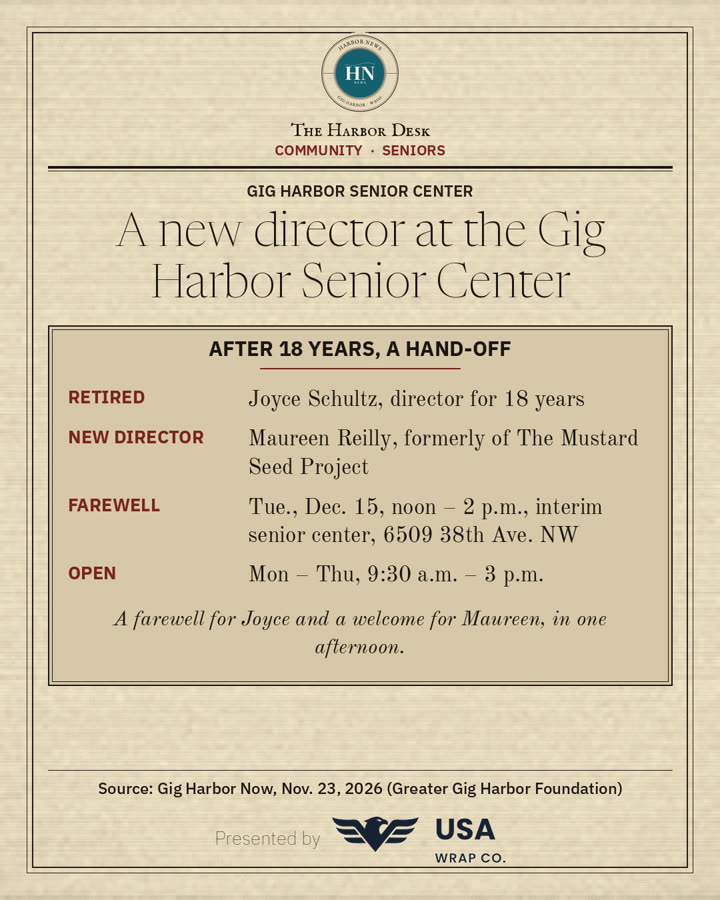 HARBOR NEWS
HN
NEWS
The Harbor Desk
COMMUNITY · SENIORS
GIG HARBOR SENIOR CENTER
A new director at the Gig
Harbor Senior Center
AFTER 18 YEARS, A HAND-OFF
RETIRED Joyce Schultz, director for 18 years
NEW DIRECTOR Maureen Reilly, formerly of The Mustard
Seed Project
FAREWELL Tue., Dec. 15, noon – 2 p.m., interim
senior center, 6509 38th Ave. NW
OPEN Mon – Thu, 9:30 a.m. – 3 p.m.
A farewell for Joyce and a welcome for Maureen, in one
afternoon.
Source: Gig Harbor Now, Nov. 23, 2026 (Greater Gig Harbor Foundation)
Presented by USA
WRAP CO.